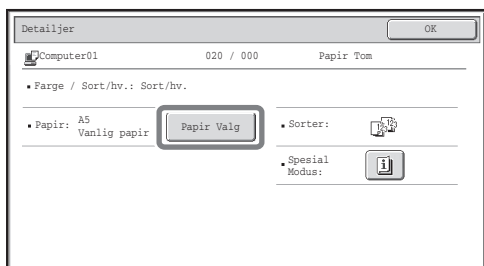 Detaljer OK
Computer01 020 / 000 Papir Tom
▪ Farge / Sort/hv.: Sort/hv.
▪ Papir: A5
Vanlig papir
Papir Valg
▪ Sorter:
▪ Spesial
Modus: